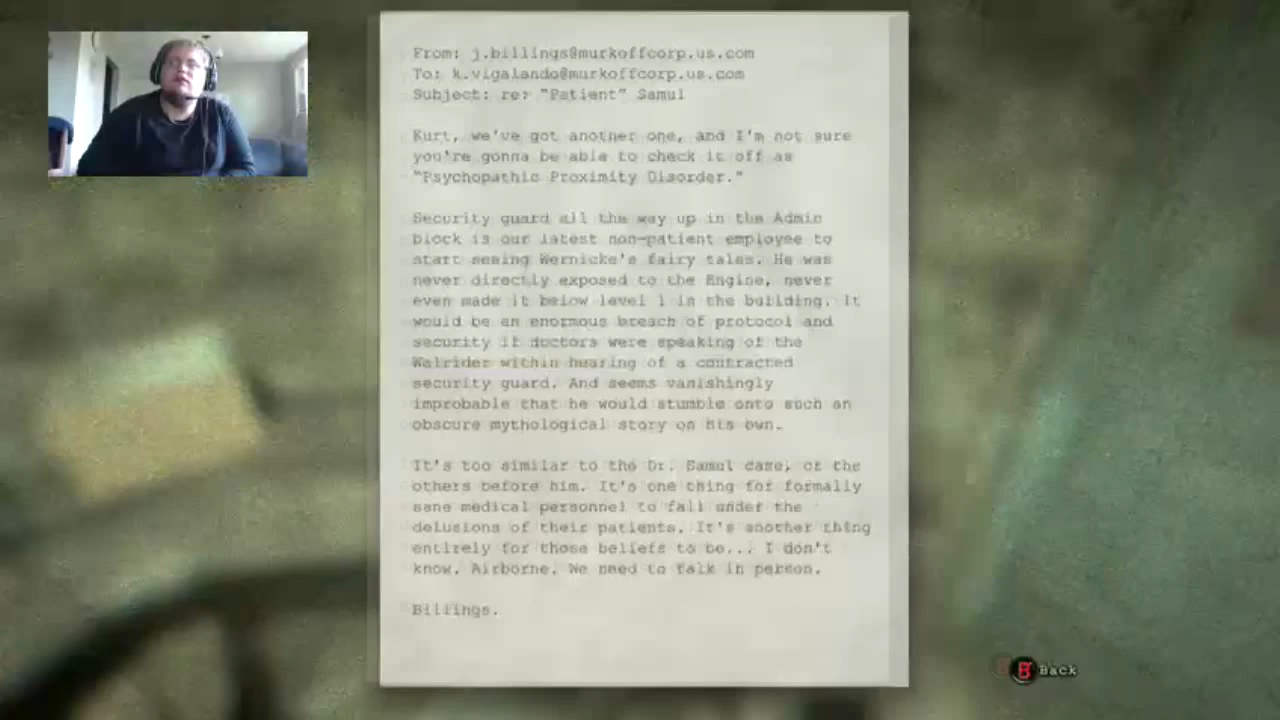 From: j.billings@murkoffcorp.us.com
To: k.vigalando@murkoffcorp.us.com
Subject: re: "Patient" Samul
Kurt, we've got another one, and I'm not sure
you're gonna be able to check it off as
"Psychopathic Proximity Disorder."
Security guard all the way up in the Admin
block is our latest non-patient employee to
start seeing Wernicke's fairy tales. He was
never directly exposed to the Engine, never
even made it below level 1 in the building. It
would be an enormous breach of protocol and
security if doctors were speaking of the
Walrider within hearing of a contracted
security guard. And seems vanishingly
improbable that he would stumble onto such an
obscure mythological story on his own.
It's too similar to the Dr. Samul case, or the
others before him. It's one thing for formally
sane medical personnel to fall under the
delusions of their patients. It's another thing
entirely for those beliefs to be... I don't
know. Airborne. We need to talk in person.
Billings.
B Back